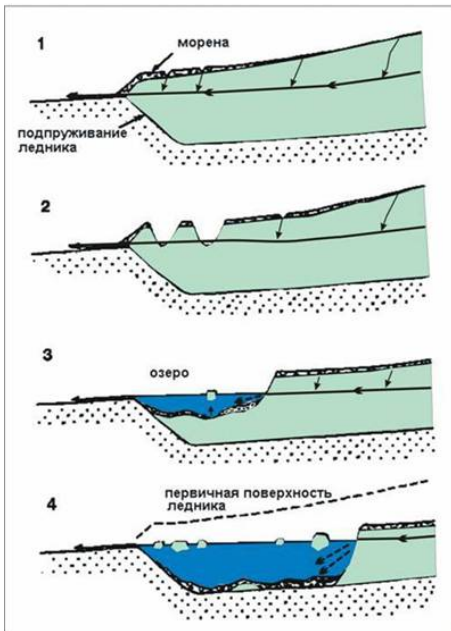 1
морена
подпруживание
ледника
2
3
озеро
4
первичная поверхность
ледника